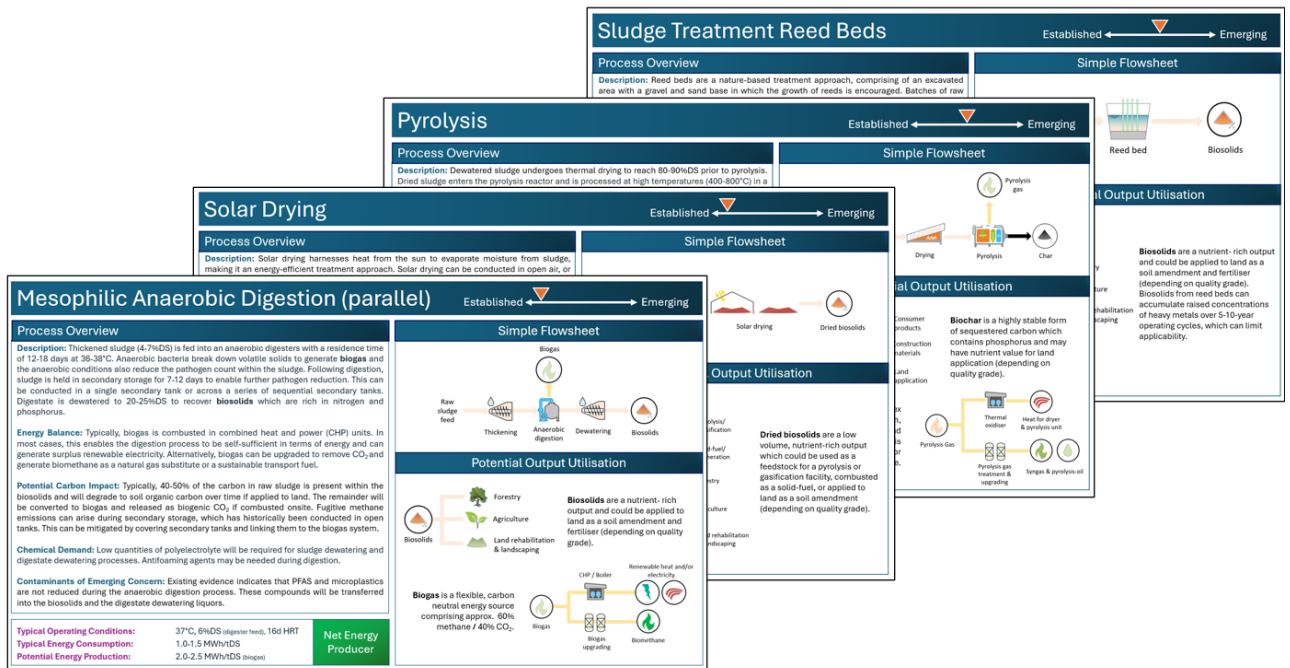 Sludge Treatment Reed Beds
Established
Emerging
Process Overview
Simple Flowsheet
Description: Reed beds are a nature-based treatment approach, comprising of an excavated
area with a gravel and sand base in which the growth of reeds is encouraged. Batches of raw
Reed bed
Biosolids
Output Utilisation
Biosolids are a nutrient- rich output
and could be applied to land as a
soil amendment and fertiliser
(depending on quality grade).
Biosolids from reed beds can
accumulate raised concentrations
of heavy metals over 5-10-year
operating cycles, which can limit
applicability.
Pyrolysis
Established
Emerging
Process Overview
Simple Flowsheet
Description: Dewatered sludge undergoes thermal drying to reach 80-90%DS prior to pyrolysis.
Dried sludge enters the pyrolysis reactor and is processed at high temperatures (400-800°C) in a
Pyrolysis
gas
Drying
Pyrolysis
Char
Output Utilisation
Consumer
products
Construction
materials
Land
application
Biochar is a highly stable form
of sequestered carbon which
contains phosphorus and
may have nutrient value for land
application (depending on
quality grade).
Thermal
oxidiser
Heat for dryer
& pyrolysis unit
Pyrolysis Gas
Pyrolysis gas
treatment &
upgrading
Syngas & pyrolysis-oil
Solar Drying
Established
Emerging
Process Overview
Simple Flowsheet
Description: Solar drying harnesses heat from the sun to evaporate moisture from sludge,
making it an energy-efficient treatment approach. Solar drying can be conducted in open air, or
Solar drying
Dried biosolids
Output Utilisation
Dried biosolids are a low
volume, nutrient-rich output
which could be used as a
feedstock for a pyrolysis or
gasification facility, combusted
as a solid-fuel, or applied to
land as a soil amendment
(depending on quality grade).
Mesophilic Anaerobic Digestion (parallel)
Established
Emerging
Process Overview
Description: Thickened sludge (4-7%DS) is fed into an anaerobic digesters with a residence time
of 12-18 days at 36-38°C. Anaerobic bacteria break down volatile solids to generate biogas and
the anaerobic conditions also reduce the pathogen count within the sludge. Following digestion,
sludge is held in secondary storage for 7-12 days to enable further pathogen reduction. This can
be conducted in a single secondary tank or across a series of sequential secondary tanks.
Digestate is dewatered to 20-25%DS to recover biosolids which are rich in nitrogen and
phosphorus.
Energy Balance: Typically, biogas is combusted in combined heat and power (CHP) units. In
most cases, this enables the digestion process to be self-sufficient in terms of energy and can
generate surplus renewable electricity. Alternatively, biogas can be upgraded to remove CO2 and
generate biomethane as a natural gas substitute or a sustainable transport fuel.
Potential Carbon Impact: Typically, 40-50% of the carbon in raw sludge is present within the
biosolids and will degrade to soil organic carbon over time if applied to land. The remainder will
be converted to biogas and released as biogenic CO2 if combusted onsite. Fugitive methane
emissions can arise during secondary storage, which has historically been conducted in open
tanks. This can be mitigated by covering secondary tanks and linking them to the biogas system.
Chemical Demand: Low quantities of polyelectrolyte will be required for sludge dewatering and
digestate dewatering processes. Antifoaming agents may be needed during digestion.
Contaminants of Emerging Concern: Existing evidence indicates that PFAS and microplastics
are not reduced during the anaerobic digestion process. These compounds will be transferred
into the biosolids and the digestate dewatering liquors.
Typical Operating Conditions: 37°C, 6%DS (digester feed), 16d HRT
Typical Energy Consumption: 1.0-1.5 MWh/tDS
Potential Energy Production: 2.0-2.5 MWh/tDS (biogas)
Net Energy
Producer
Simple Flowsheet
Biogas
Raw
sludge
feed
Thickening
Anaerobic
digestion
Dewatering
Biosolids
Potential Output Utilisation
Biosolids
Forestry
Agriculture
Land rehabilitation
& landscaping
Biosolids are a nutrient- rich
output and could be applied to
land as a soil amendment and
fertiliser (depending on quality
grade).
Biogas is a flexible, carbon
neutral energy source
comprising approx. 60%
methane / 40% CO2.
Biogas
CHP / Boiler
Renewable heat and/or
electricity
Biogas
upgrading
Biomethane